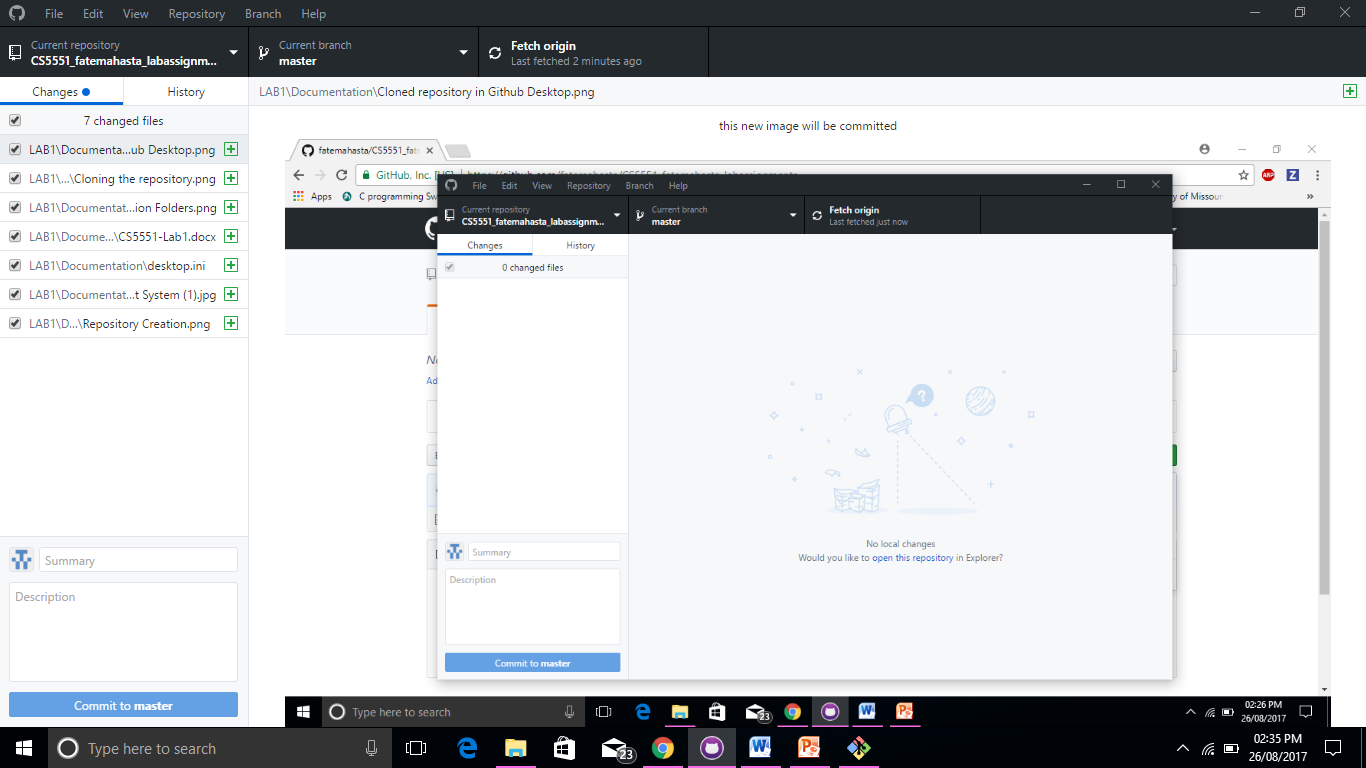 File Edit View Repository Branch Help
Current repository
CS5551_fatemahasta_labassignm...
Current branch
master
Fetch origin
Last fetched 2 minutes ago
Changes
History
LAB1\Documentation\Cloned repository in Github Desktop.png
7 changed files
LAB1\Documenta...ub Desktop.png
LAB1\...\Cloning the repository.png
LAB1\Documentat...ion Folders.png
LAB1\Docume...\CS5551-Lab1.docx
LAB1\Documentation\desktop.ini
LAB1\Documentat...t System (1).jpg
LAB1\D...\Repository Creation.png
Summary
Description
Commit to master
this new image will be committed
fatemahasta/CS5551_fat
GitHub, Inc. [US]
ABP
Z
Apps
C programming Sw
y of Missour
»
File Edit View Repository Branch Help
Current repository
CS5551_fatemahasta_labassignm...
Current branch
master
Fetch origin
Last fetched just now
Changes
History
0 changed files
Ad
?
No local changes
Would you like to open this repository in Explorer?
Summary
Description
Commit to master
Type here to search
23
02:26 PM
26/08/2017
Type here to search
23
02:35 PM
26/08/2017